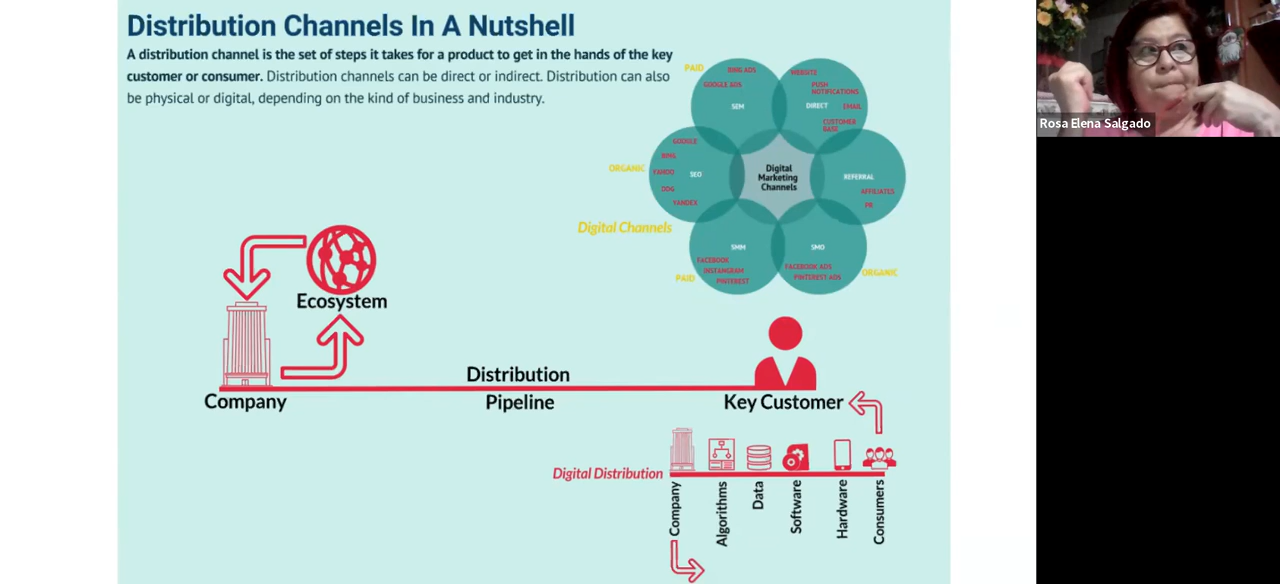 Distribution Channels In A Nutshell
A distribution channel is the set of steps it takes for a product to get in the hands of the key
customer or consumer. Distribution channels can be direct or indirect. Distribution can also
be physical or digital, depending on the kind of business and industry.
PAID
BING ADS
GOOGLE ADS
SEM
WEBSITE
PUSH
NOTIFICATIONS
DIRECT
EMAIL
CUSTOMER
BASE
ORGANIC
GOOGLE
BING
YAHOO
SEO
DDG
YANDEX
Digital
Marketing
Channels
REFERRAL
AFFILIATES
PR
Digital Channels
SMM
FACEBOOK
INSTANGRAM
PINTEREST
PAID
SMO
FACEBOOK ADS
PINTEREST ADS
ORGANIC
Ecosystem
Company
Distribution
Pipeline
Key Customer
Digital Distribution
Company
Algorithms
Data
Software
Hardware
Consumers
Rosa Elena Salgado